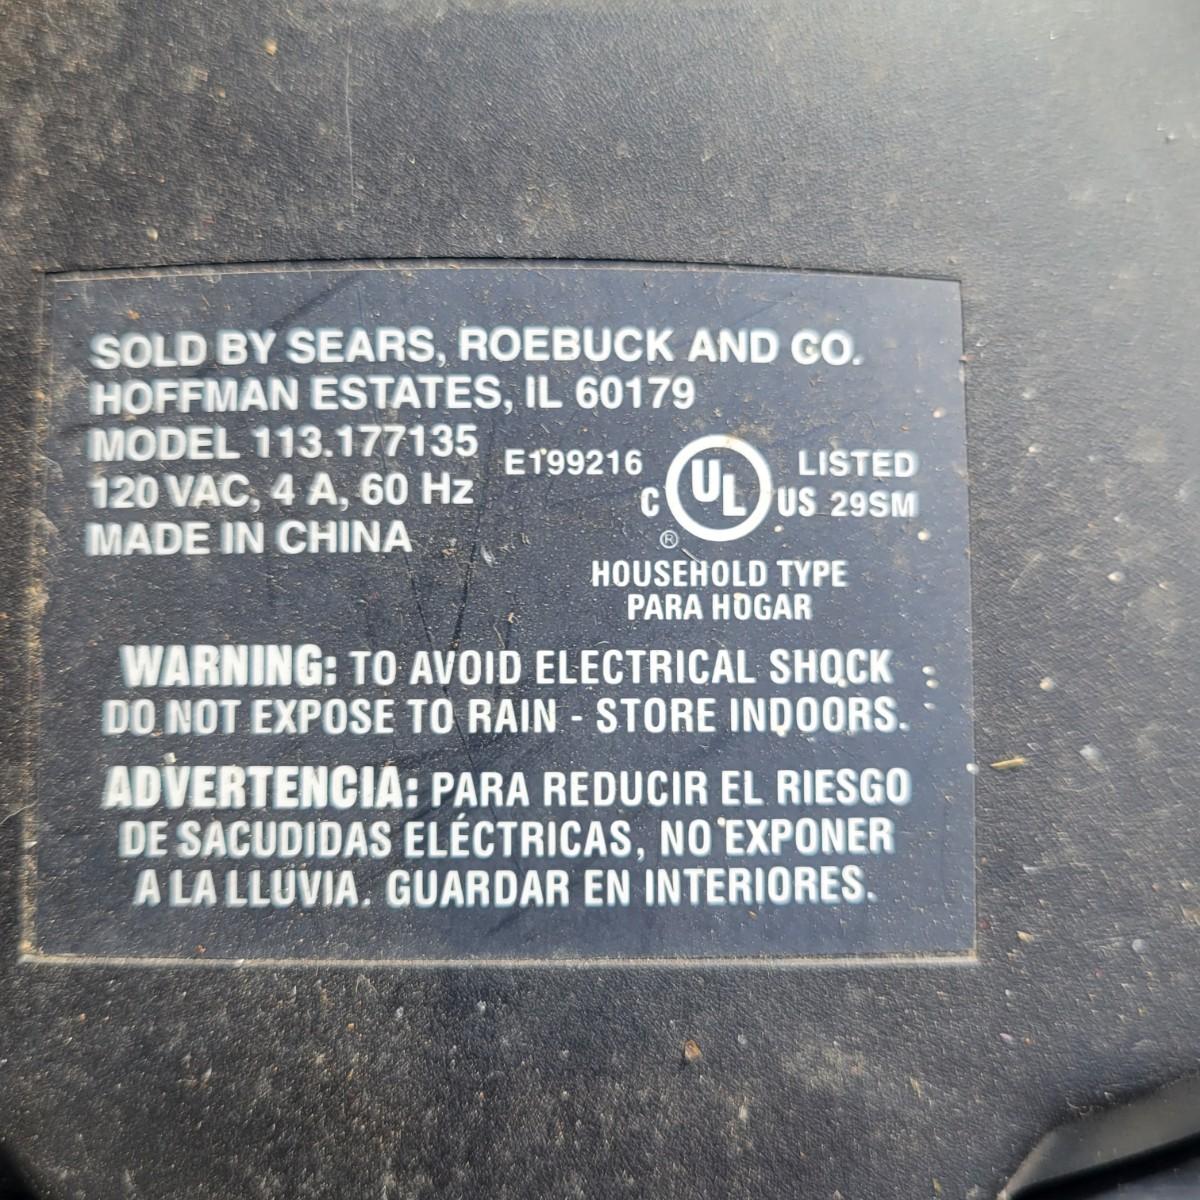 SOLD BY SEARS, ROEBUCK AND CO.
HOFFMAN ESTATES, IL 60179
MODEL 113.177135
120 VAC, 4 A, 60 Hz
MADE IN CHINA
E199216
C UL US
®
LISTED
29SM
HOUSEHOLD TYPE
PARA HOGAR
WARNING: TO AVOID ELECTRICAL SHOCK
DO NOT EXPOSE TO RAIN - STORE INDOORS.
ADVERTENCIA: PARA REDUCIR EL RIESGO
DE SACUDIDAS ELÉCTRICAS, NO EXPONER
A LA LLUVIA. GUARDAR EN INTERIORES.